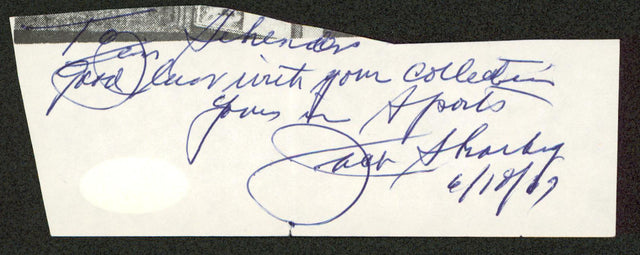 To
Good luck with your collection
Yours in Sports
Jack Sharkey
6/18/69